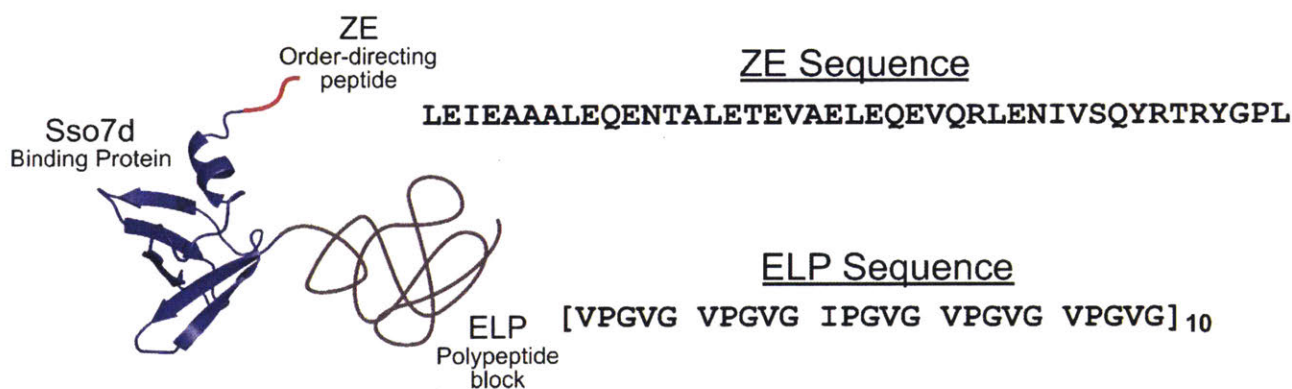 ZE
Order-directing
peptide
Sso7d
Binding Protein
ZE Sequence
LEIEAAALEQENTALETEVAELEQEVQRLENIVSQYRTRYGPL
ELP
Polypeptide
block
ELP Sequence
[VPGVG VPGVG IPGVG VPGVG VPGVG]10